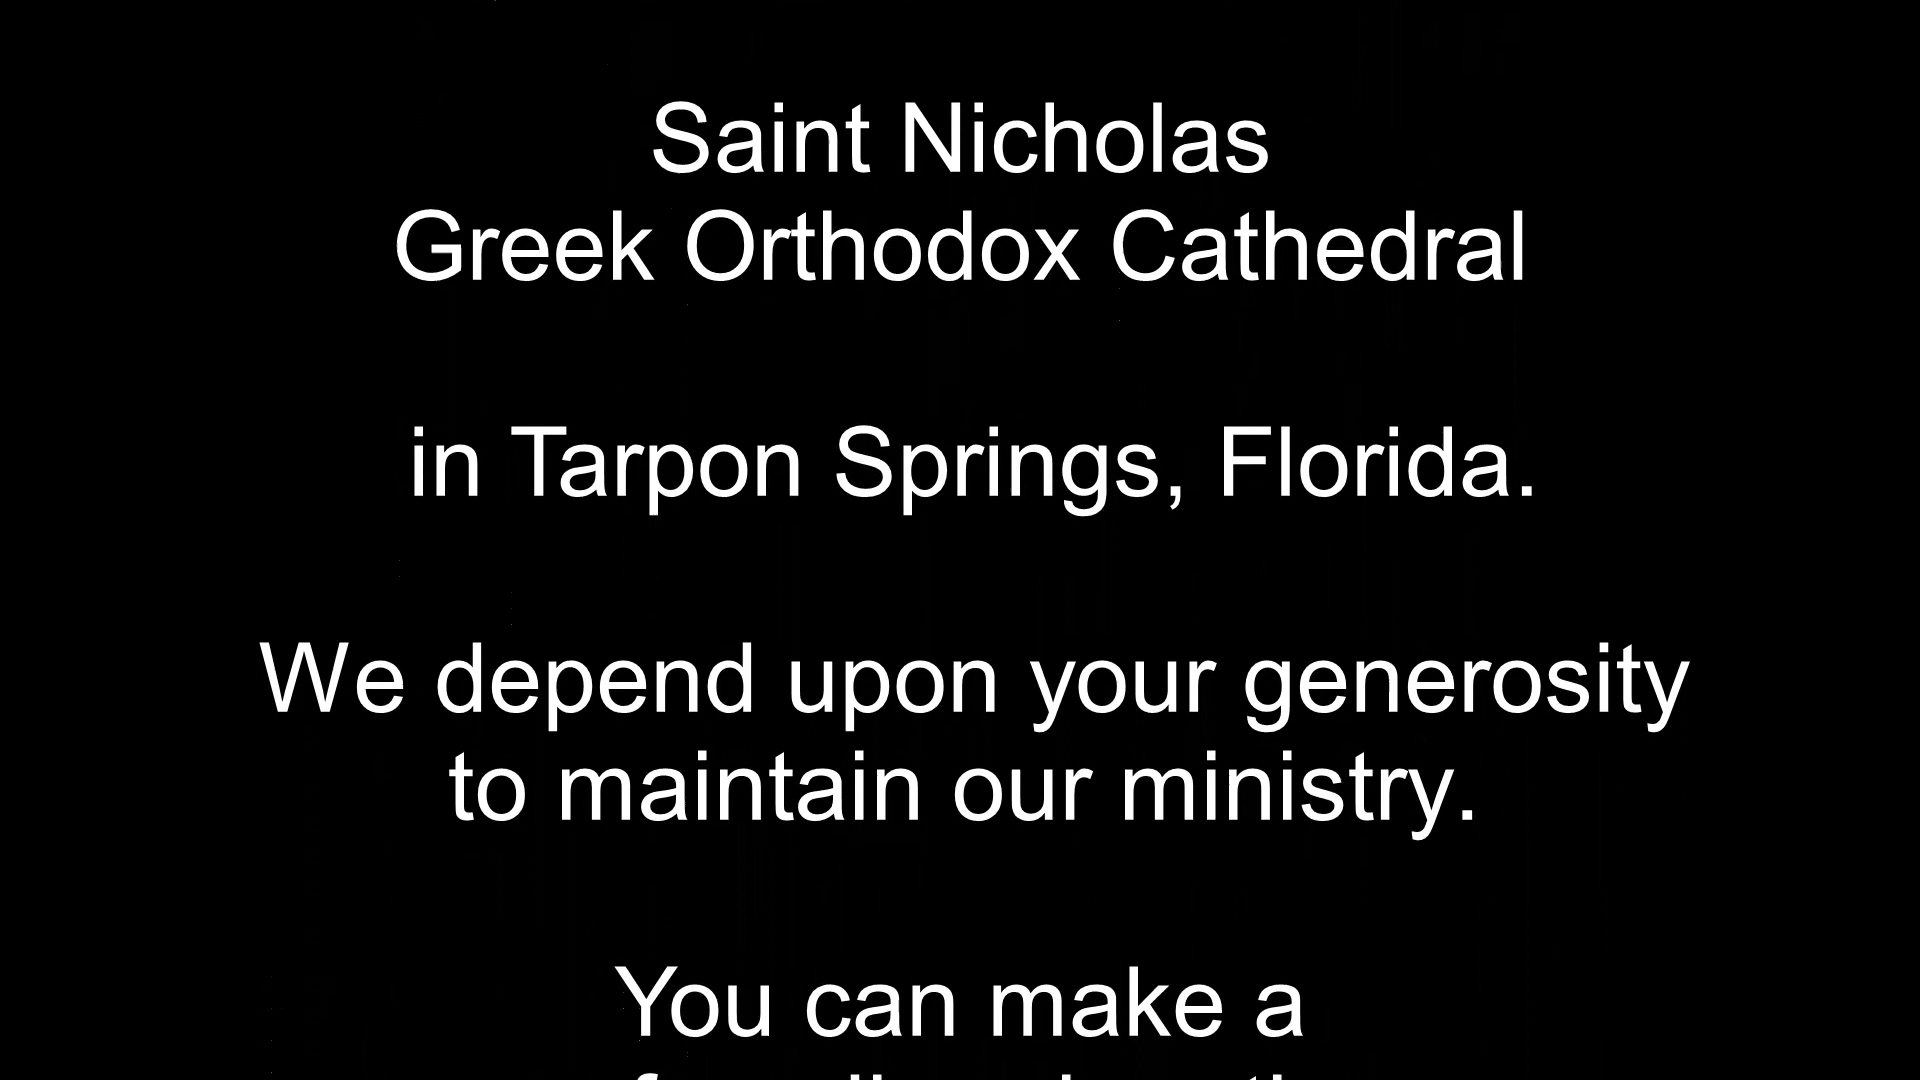 Saint Nicholas
Greek Orthodox Cathedral
in Tarpon Springs, Florida.
We depend upon your generosity
to maintain our ministry.
You can make a